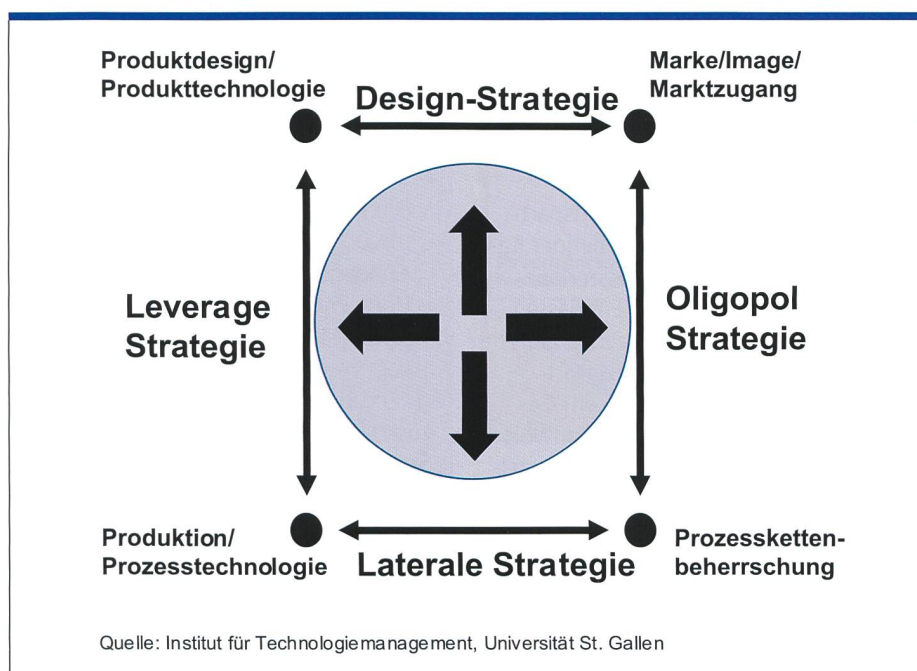 Produktdesign/
Produkttechnologie
Marke/Image/
Marktzugang
Design-Strategie
Leverage
Strategie
Oligopol
Strategie
Produktion/
Prozesstechnologie
Laterale Strategie
Prozessketten-
beherrschung
Quelle: Institut für Technologiemanagement, Universität St. Gallen